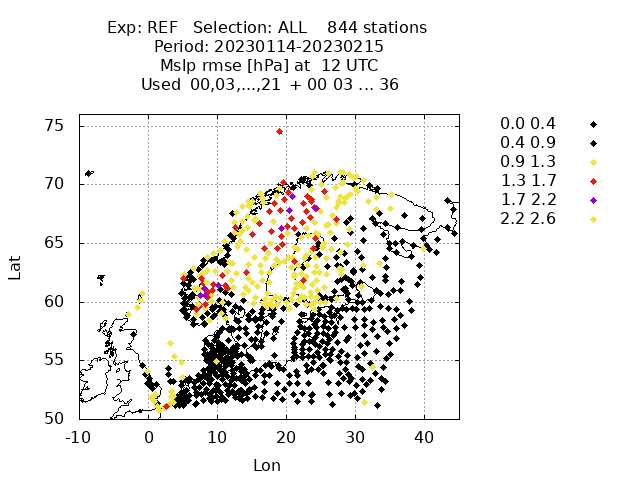 Exp: REF Selection: ALL 844 stations
Period: 20230114-20230215
Mslp rmse [hPa] at 12 UTC
Used 00,03,...,21 + 00 03 ... 36
0.0 0.4
0.4 0.9
0.9 1.3
1.3 1.7
1.7 2.2
2.2 2.6
Lat
75
70
65
60
55
50
-10 0 10 20 30 40
Lon